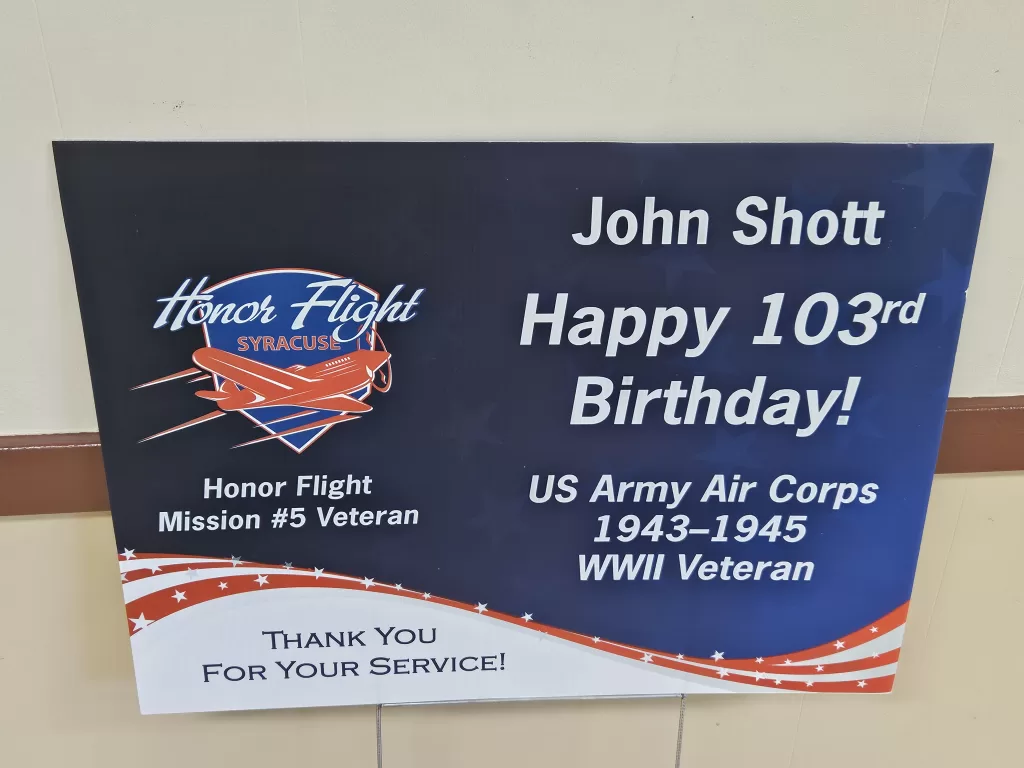 Honor Flight
SYRACUSE
Honor Flight
Mission #5 Veteran
John Shott
Happy 103rd
Birthday!
US Army Air Corps
1943–1945
WWII Veteran
THANK YOU
FOR YOUR SERVICE!